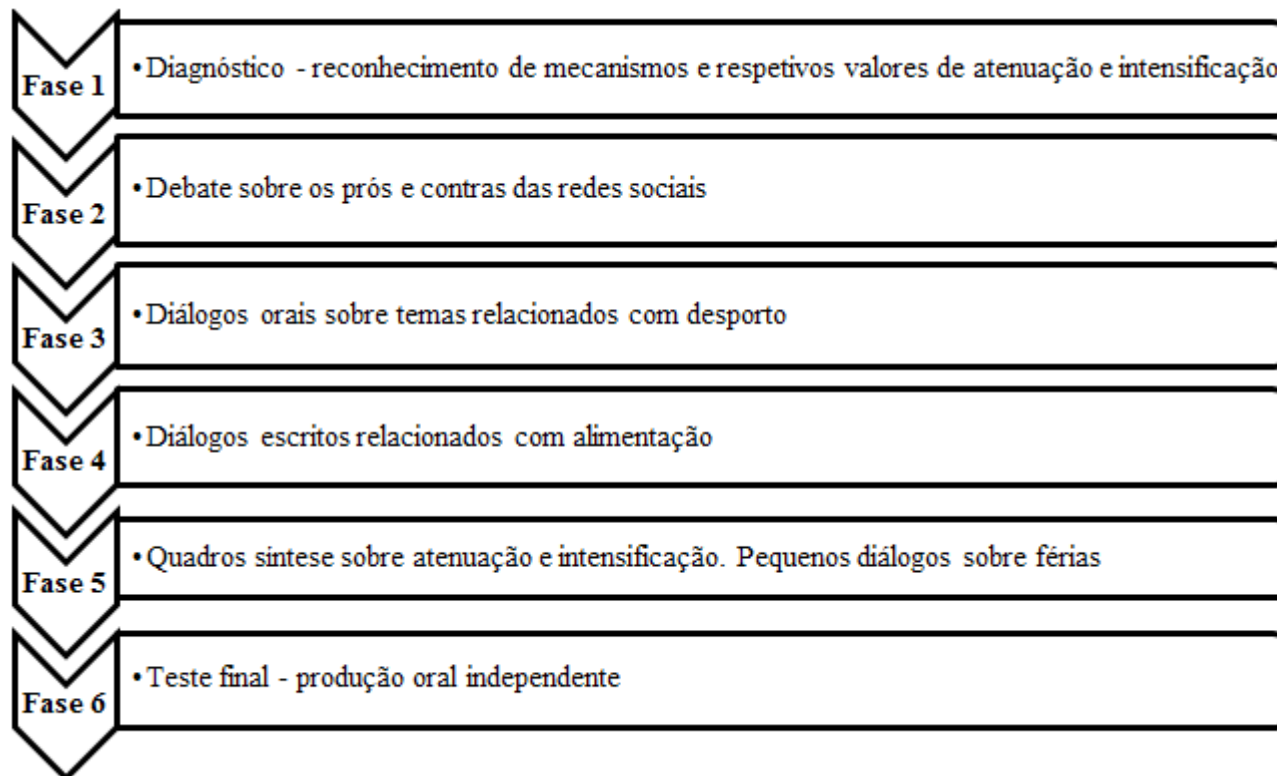 Fase 1
•Diagnóstico - reconhecimento de mecanismos e respetivos valores de atenuação e intensificação
Fase 2
•Debate sobre os prós e contras das redes sociais
Fase 3
•Diálogos orais sobre temas relacionados com desporto
Fase 4
•Diálogos escritos relacionados com alimentação
Fase 5
•Quadros síntese sobre atenuação e intensificação. Pequenos diálogos sobre férias
Fase 6
•Teste final - produção oral independente